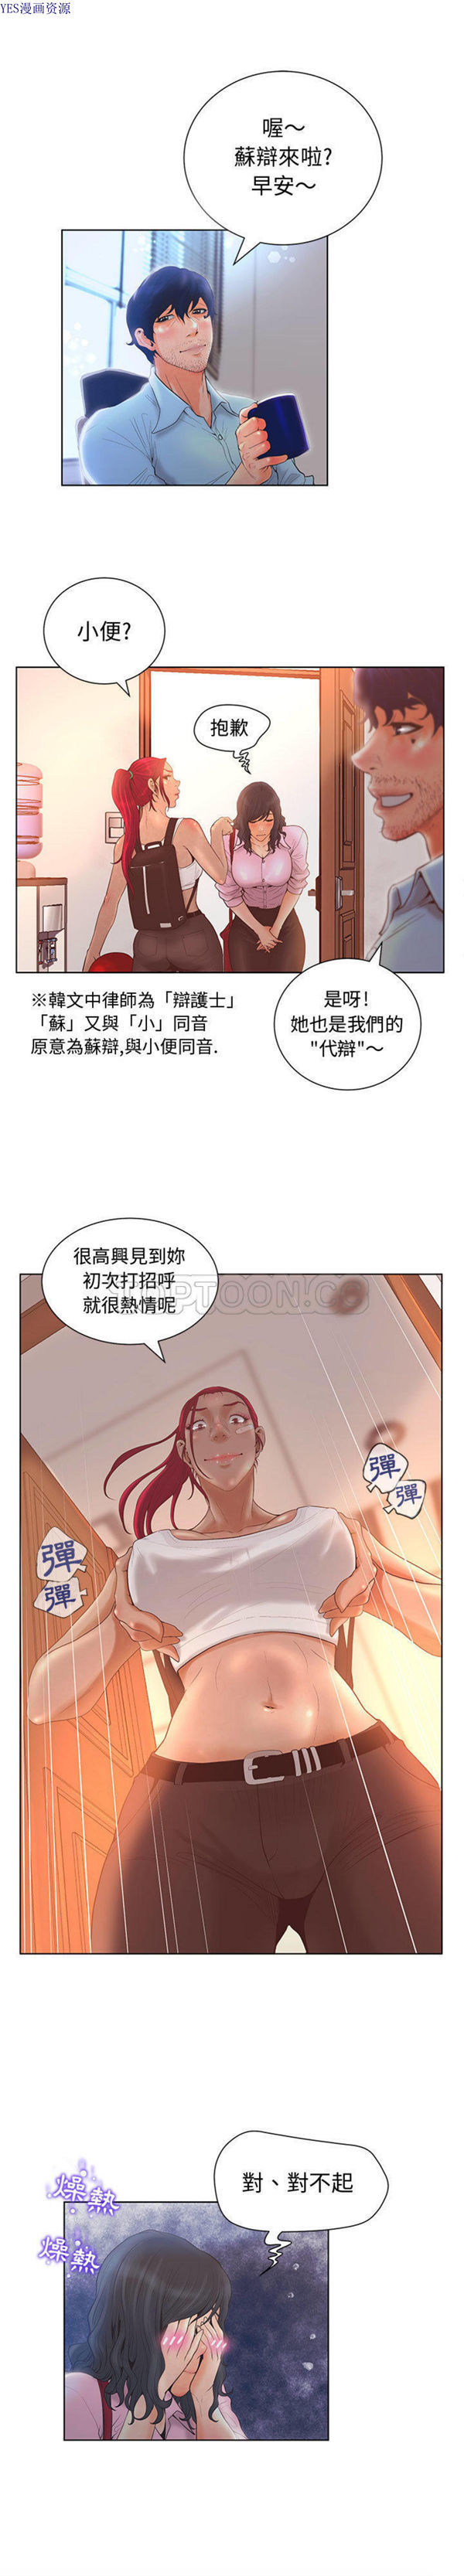 YES漫画资源
喔～
蘇辯來啦?
早安～
小便?
抱歉
※韓文中律師為「辯護士」
「蘇」又與「小」同音
原意為蘇辯,與小便同音.
是呀!
她也是我們的
"代辯"～
很高興見到妳
初次打招呼
就很熱情呢
TOPTOON.CO
彈
彈
彈
彈
對、對不起
燥熱
燥熱